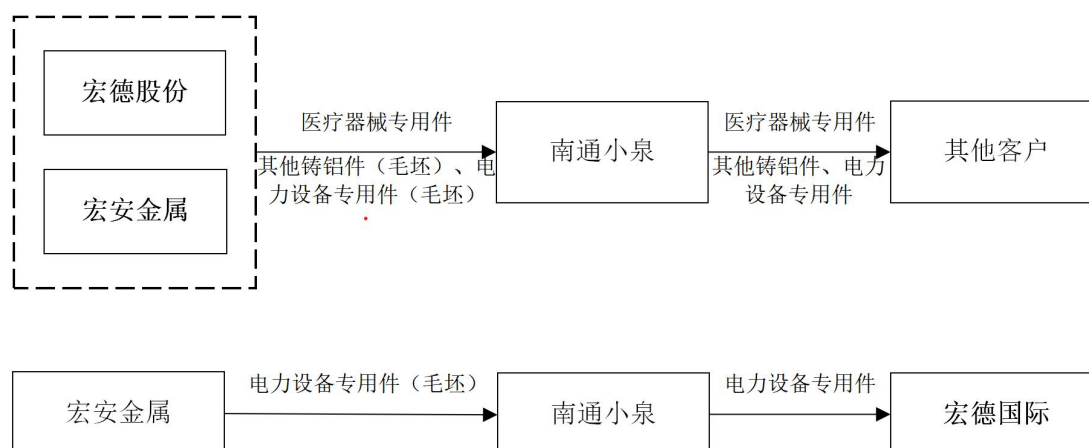 宏德股份
宏安金属
医疗器械专用件
其他铸铝件（毛坯）、电
力设备专用件（毛坯）
南通小泉
医疗器械专用件
其他铸铝件、电力
设备专用件
其他客户
宏安金属
电力设备专用件（毛坯）
南通小泉
电力设备专用件
宏德国际